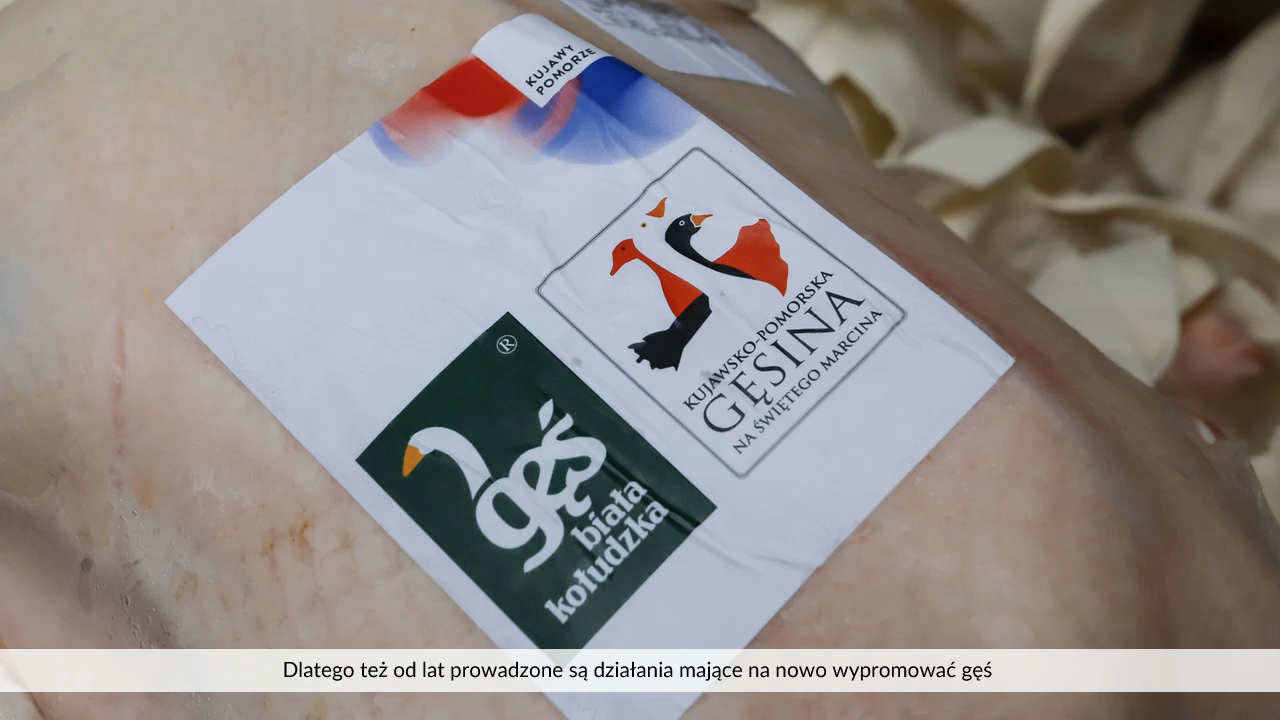 KUJAWY
POMORZE
KUJAWSKO-POMORSKA
GĘSINA
NA ŚWIĘTEGO MARCINA
®
gęś
biała
kołudzka
Dlatego też od lat prowadzone są działania mające na nowo wypromować gęś